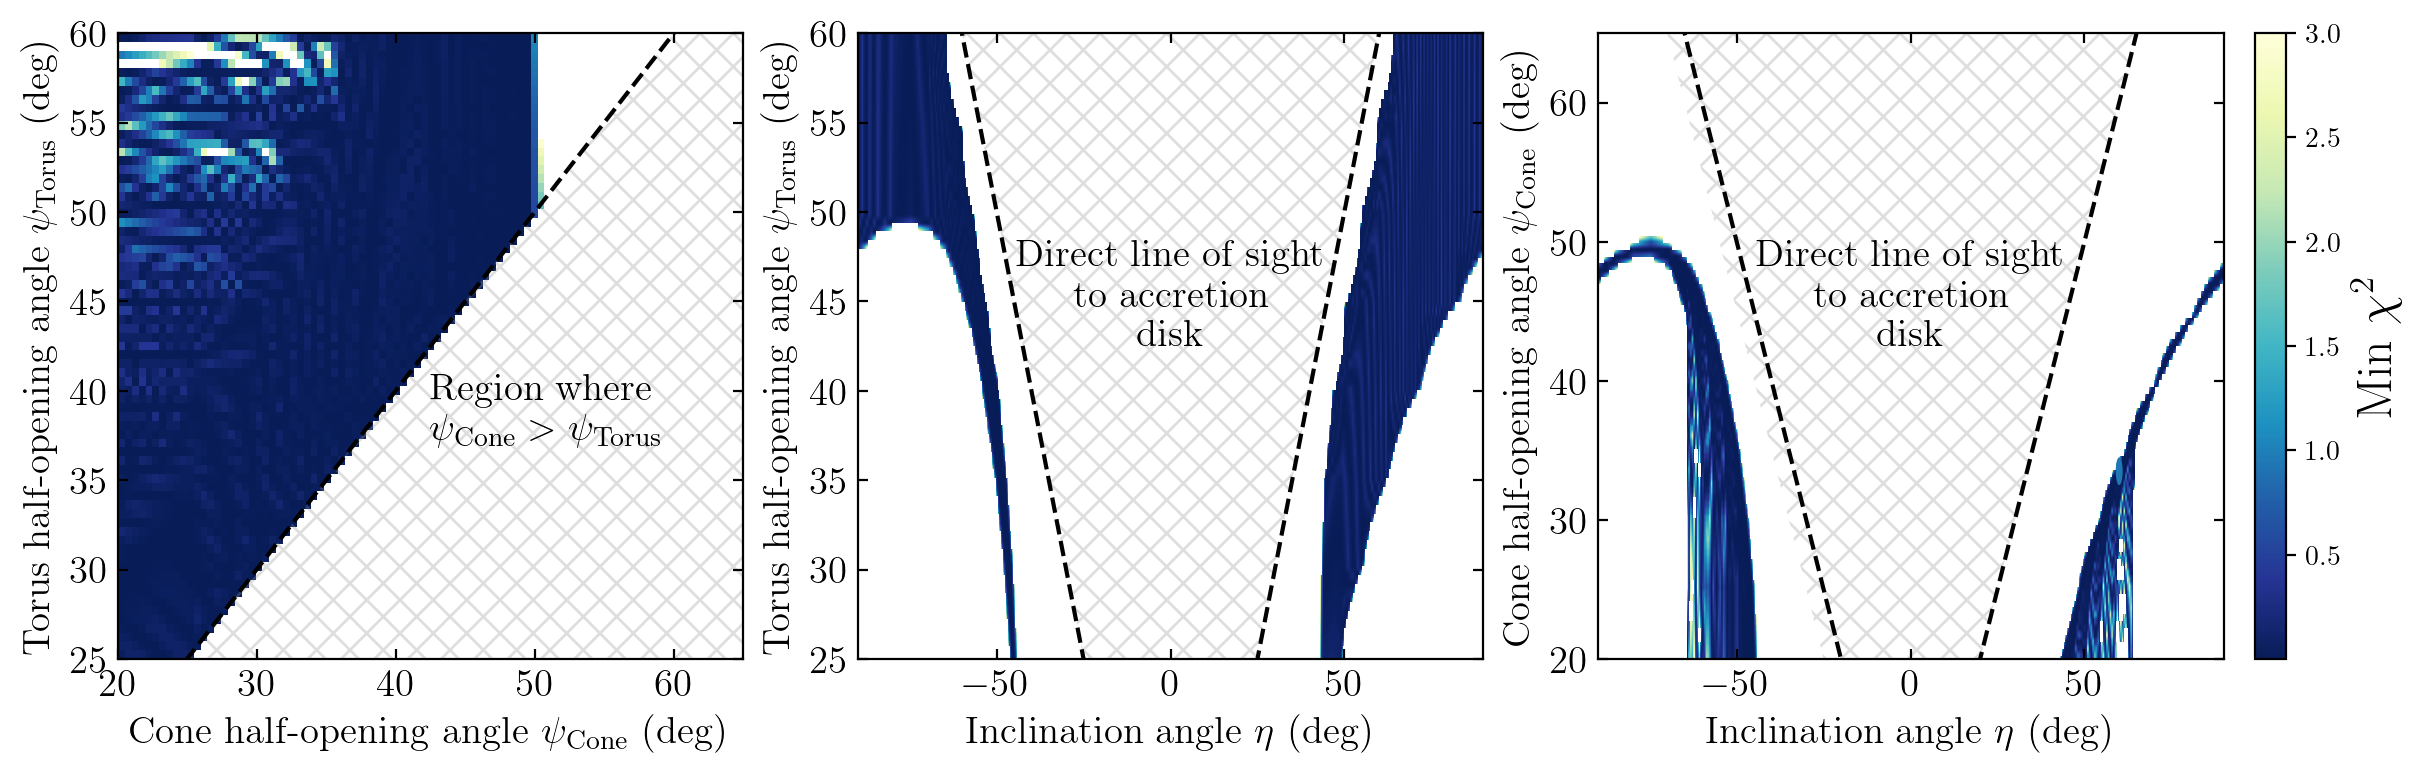 60
55
50
45
40
35
30
25
20
30
40
50
60
Torus half-opening angle ψ_Torus (deg)
Cone half-opening angle ψ_Cone (deg)
Region where
ψ_Cone > ψ_Torus
60
55
50
45
40
35
30
25
−50
0
50
Torus half-opening angle ψ_Torus (deg)
Inclination angle η (deg)
Direct line of sight
to accretion
disk
60
50
40
30
20
−50
0
50
Cone half-opening angle ψ_Cone (deg)
Inclination angle η (deg)
Direct line of sight
to accretion
disk
3.0
2.5
2.0
1.5
1.0
0.5
Min χ²